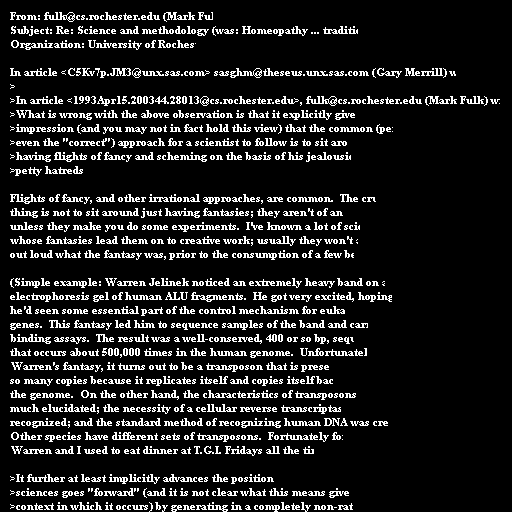 From: fulk@cs.rochester.edu (Mark Ful
Subject: Re: Science and methodology (was: Homeopathy ... traditio
Organization: University of Roches
In article <C5Kv7p.JM3@unx.sas.com> sasghm@theseus.unx.sas.com (Gary Merrill) w
>
>In article <1993Apr15.200344.28013@cs.rochester.edu>, fulk@cs.rochester.edu (Mark Fulk) w
>What is wrong with the above observation is that it explicitly give
>impression (and you may not in fact hold this view) that the common (pe
>even the "correct") approach for a scientist to follow is to sit aro
>having flights of fancy and scheming on the basis of his jealousie
>petty hatreds
Flights of fancy, and other irrational approaches, are common.  The cru
thing is not to sit around just having fantasies; they aren't of an
unless they make you do some experiments.  I've known a lot of scie
whose fantasies lead them on to creative work; usually they won't a
out loud what the fantasy was, prior to the consumption of a few be
(Simple example: Warren Jelinek noticed an extremely heavy band on a
electrophoresis gel of human ALU fragments.  He got very excited, hoping
he'd seen some essential part of the control mechanism for euka
genes.  This fantasy led him to sequence samples of the band and carr
binding assays.  The result was a well-conserved, 400 or so bp, sequ
that occurs about 500,000 times in the human genome.  Unfortunatel
Warren's fantasy, it turns out to be a transposon that is prese
so many copies because it replicates itself and copies itself bac
the genome.  On the other hand, the characteristics of transposons
much elucidated; the necessity of a cellular reverse transcriptas
recognized; and the standard method of recognizing human DNA was cre
Other species have different sets of transposons.  Fortunately fo
Warren and I used to eat dinner at T.G.I. Fridays all the tim
>It further at least implicitly advances the position
>sciences goes "forward" (and it is not clear what this means give
>context in which it occurs) by generating in a completely non-rat